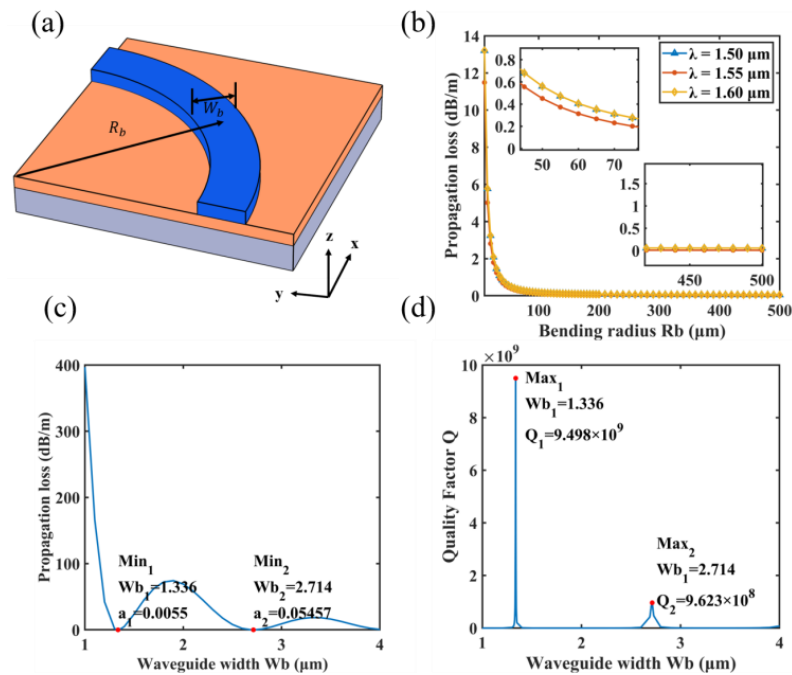 (a)
W_b
R_b
z
x
y
(b)
Propagation loss (dB/m)
14
12
10
8
6
4
2
0
0.8
0.6
0.4
0.2
0
50 60 70
λ = 1.50 μm
λ = 1.55 μm
λ = 1.60 μm
1.5
1
0.5
0
450 500
100 200 300 400 500
Bending radius Rb (μm)
(c)
Propagation loss (dB/m)
400
300
200
100
0
Min1
Wb1=1.336
a1=0.0055
Min2
Wb2=2.714
a2=0.05457
1 2 3 4
Waveguide width Wb (μm)
(d)
×10^9
Quality Factor Q
10
8
6
4
2
0
Max1
Wb1=1.336
Q1=9.498×10^9
Max2
Wb1=2.714
Q2=9.623×10^8
1 2 3 4
Waveguide width Wb (μm)